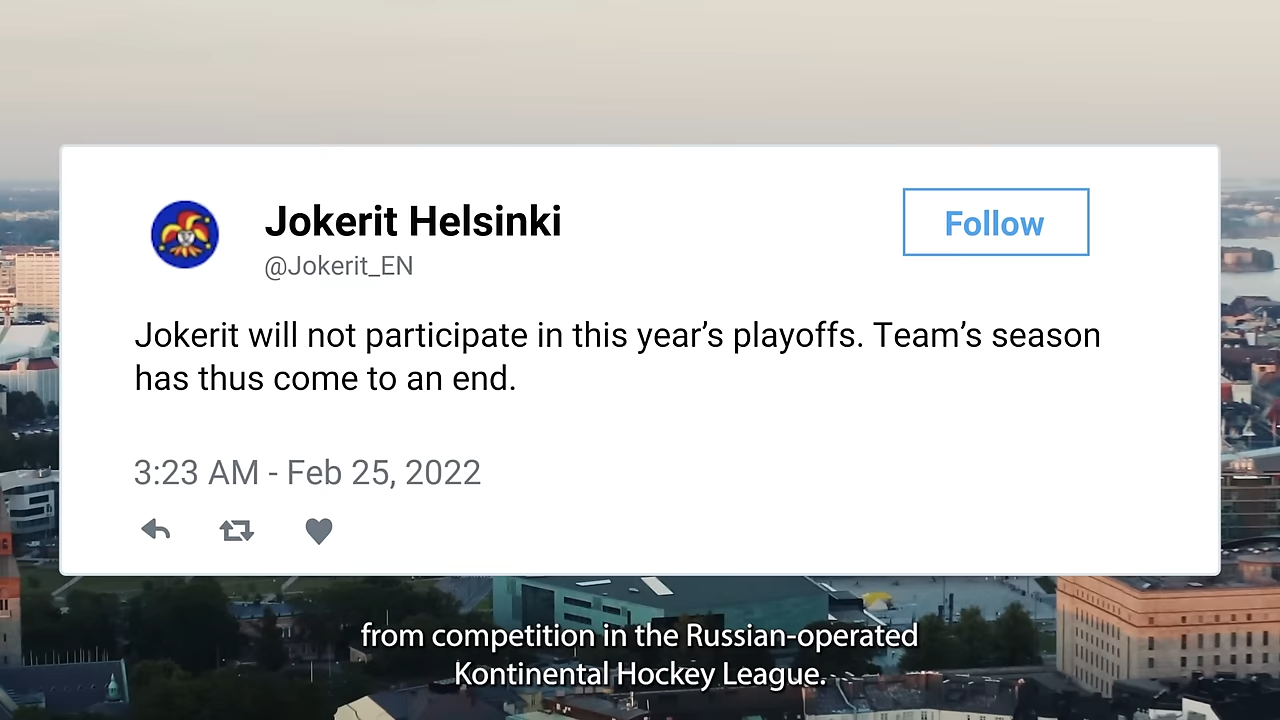 Jokerit Helsinki
Follow
@Jokerit_EN
Jokerit will not participate in this year’s playoffs. Team’s season
has thus come to an end.
3:23 AM - Feb 25, 2022
from competition in the Russian-operated
Kontinental Hockey League.